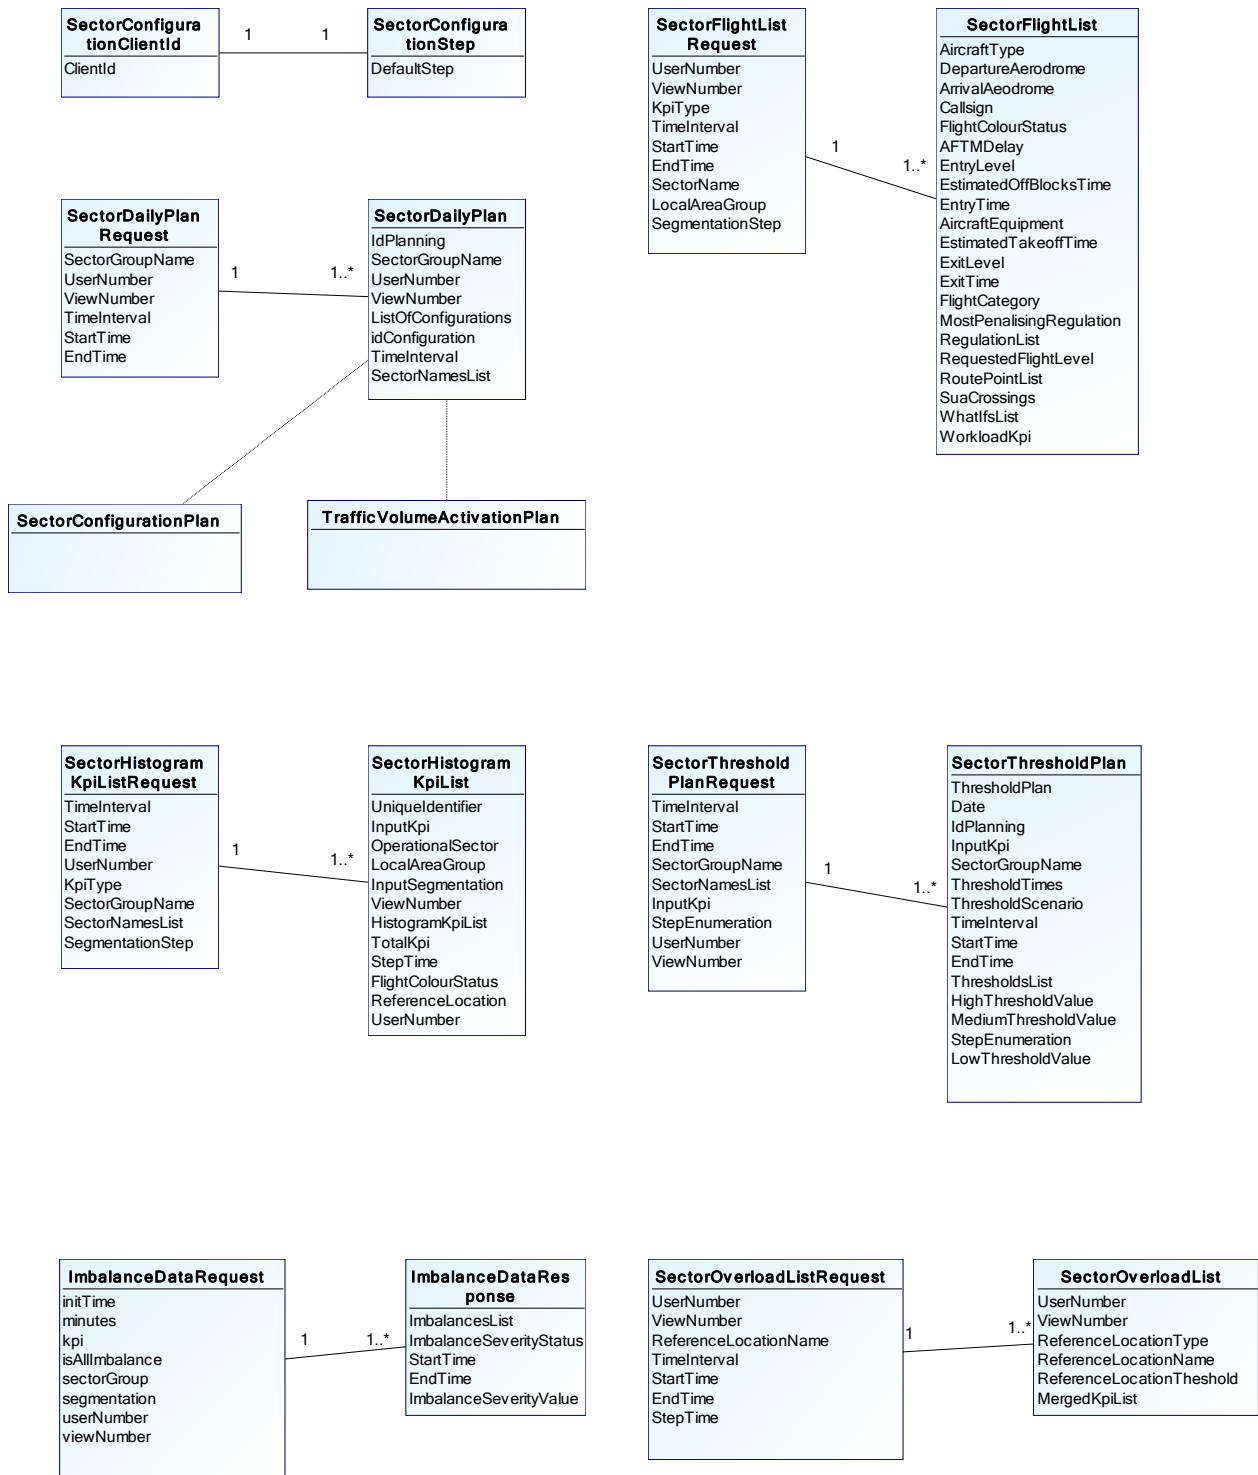 SectorConfigura
tionClientId
ClientId
1
1
SectorConfigura
tionStep
DefaultStep
SectorFlightList
Request
UserNumber
ViewNumber
KpiType
TimeInterval
StartTime
EndTime
SectorName
LocalAreaGroup
SegmentationStep
1
1..*
SectorFlightList
AircraftType
DepartureAerodrome
ArrivalAeodrome
Callsign
FlightColourStatus
AFTMDelay
EntryLevel
EstimatedOffBlocksTime
EntryTime
AircraftEquipment
EstimatedTakeoffTime
ExitLevel
ExitTime
FlightCategory
MostPenalisingRegulation
RegulationList
RequestedFlightLevel
RoutePointList
SuaCrossings
WhatIfsList
WorkloadKpi
SectorDailyPlan
Request
SectorGroupName
UserNumber
ViewNumber
TimeInterval
StartTime
EndTime
1
1..*
SectorDailyPlan
IdPlanning
SectorGroupName
UserNumber
ViewNumber
ListOfConfigurations
idConfiguration
TimeInterval
SectorNamesList
SectorConfigurationPlan
TrafficVolumeActivationPlan
SectorHistogram
KpiListRequest
TimeInterval
StartTime
EndTime
UserNumber
KpiType
SectorGroupName
SectorNamesList
SegmentationStep
1
1..*
SectorHistogram
KpiList
UniqueIdentifier
InputKpi
OperationalSector
LocalAreaGroup
InputSegmentation
ViewNumber
HistogramKpiList
TotalKpi
StepTime
FlightColourStatus
ReferenceLocation
UserNumber
SectorThreshold
PlanRequest
TimeInterval
StartTime
EndTime
SectorGroupName
SectorNamesList
InputKpi
StepEnumeration
UserNumber
ViewNumber
1
1..*
SectorThresholdPlan
ThresholdPlan
Date
IdPlanning
InputKpi
SectorGroupName
ThresholdTimes
ThresholdScenario
TimeInterval
StartTime
EndTime
ThresholdsList
HighThresholdValue
MediumThresholdValue
StepEnumeration
LowThresholdValue
ImbalanceDataRequest
initTime
minutes
kpi
isAllImbalance
sectorGroup
segmentation
userNumber
viewNumber
1
1..*
ImbalanceDataRes
ponse
ImbalancesList
ImbalanceSeverityStatus
StartTime
EndTime
ImbalanceSeverityValue
SectorOverloadListRequest
UserNumber
ViewNumber
ReferenceLocationName
TimeInterval
StartTime
EndTime
StepTime
1
1..*
SectorOverloadList
UserNumber
ViewNumber
ReferenceLocationType
ReferenceLocationName
ReferenceLocationTheshold
MergedKpiList